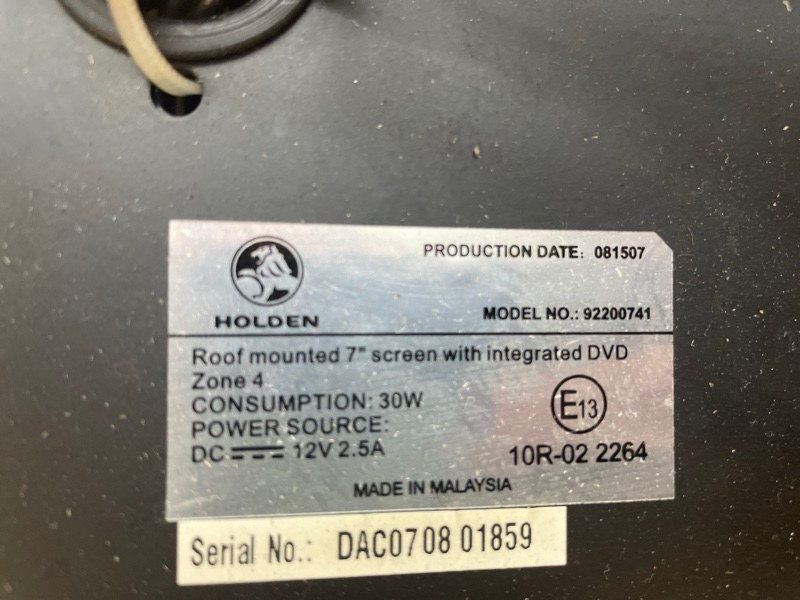 PRODUCTION DATE: 081507
HOLDEN
MODEL NO.: 92200741
Roof mounted 7" screen with integrated DVD
Zone 4
CONSUMPTION: 30W
POWER SOURCE:
DC 12V 2.5A
E13
10R-02 2264
MADE IN MALAYSIA
Serial No.: DAC0708 01859